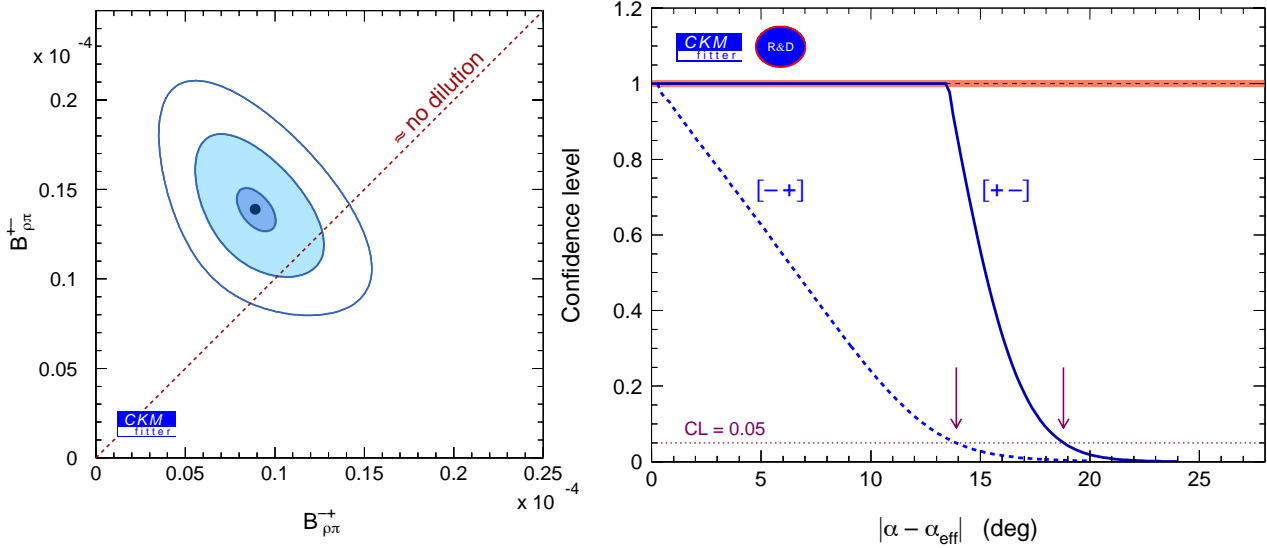 x 10 -4
0.2
0.15
0.1
0.05
0
0 0.05 0.1 0.15 0.2 0.25
x 10 -4
B+–ρπ
B–+ρπ
≈ no dilution
CKM
fitter
1.2
1
0.8
0.6
0.4
0.2
0
0 5 10 15 20 25
Confidence level
|α – αeff| (deg)
CKM
fitter
R&D
[– +]
[+ –]
CL = 0.05